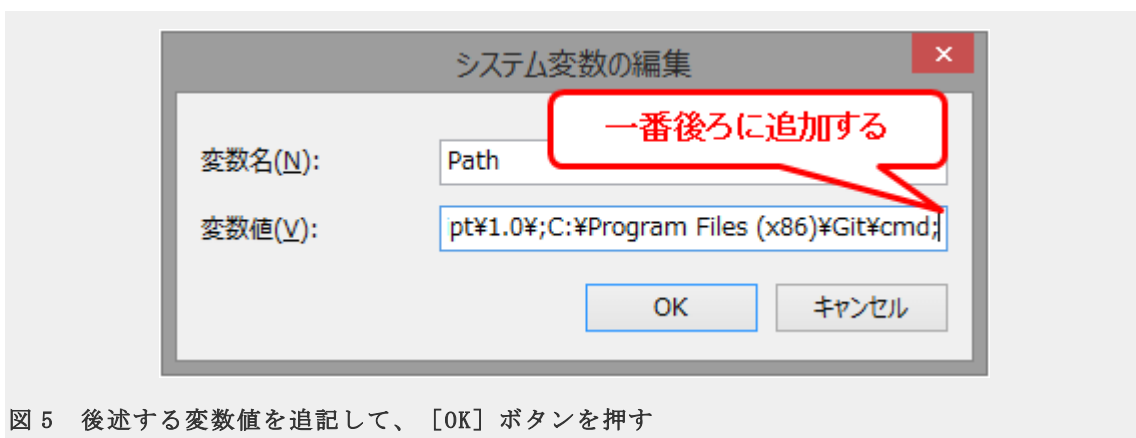 システム変数の編集
×
一番後ろに追加する
変数名(N):
Path
変数値(V):
pt¥1.0¥;C:¥Program Files (x86)¥Git¥cmd;
OK
キャンセル
図 5 後述する変数値を追記して、［OK］ボタンを押す